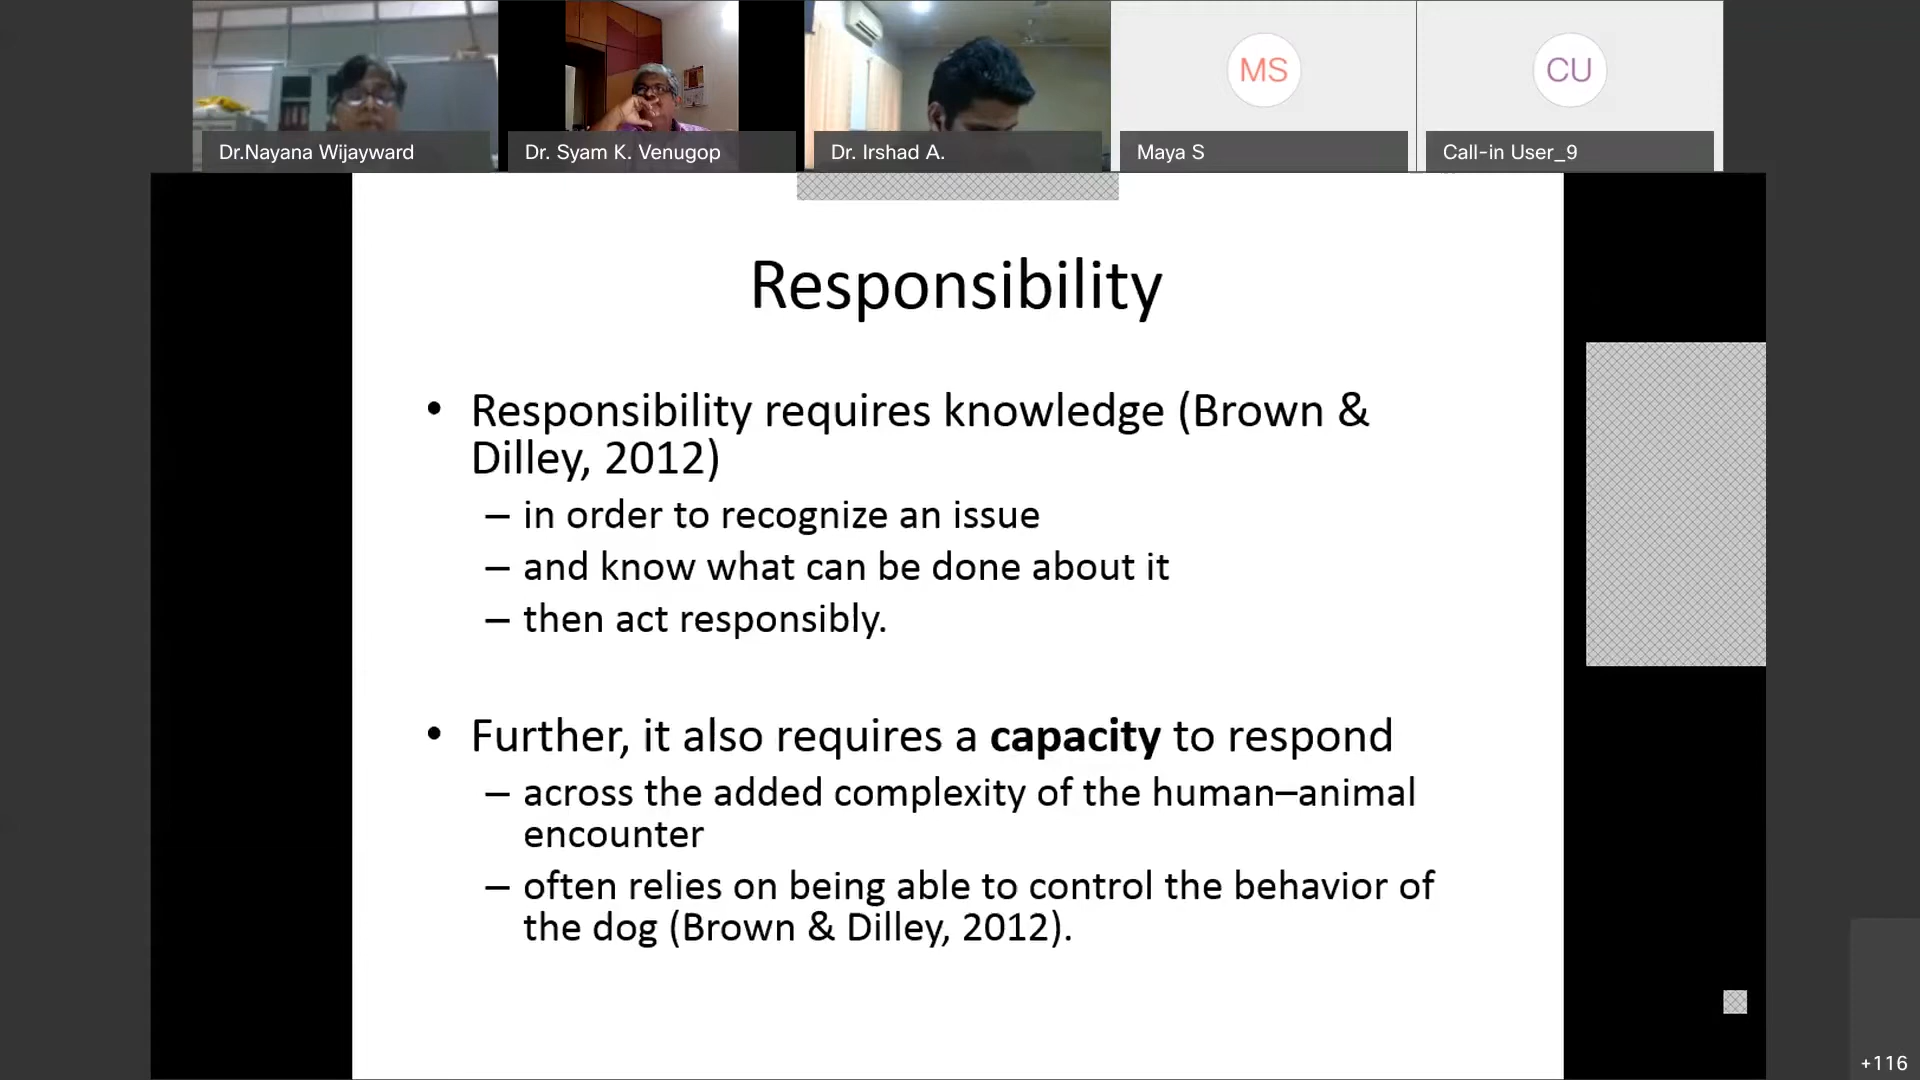 Dr.Nayana Wijayward
Dr. Syam K. Venugop
Dr. Irshad A.
MS
Maya S
CU
Call-in User_9
Responsibility
• Responsibility requires knowledge (Brown &
Dilley, 2012)
– in order to recognize an issue
– and know what can be done about it
– then act responsibly.
• Further, it also requires a capacity to respond
– across the added complexity of the human–animal
encounter
– often relies on being able to control the behavior of
the dog (Brown & Dilley, 2012).
+116